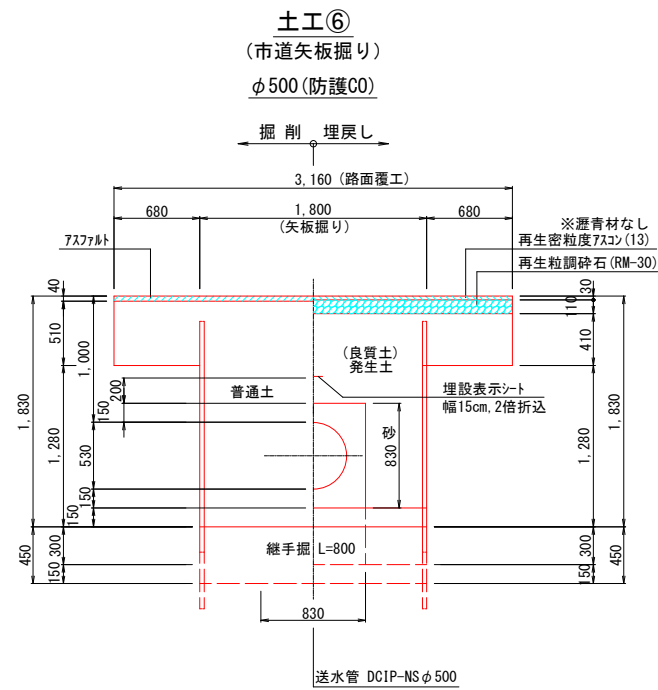 土工⑥
(市道矢板掘り)
φ500(防護CO)
掘 削 埋戻し
3,160 (路面覆工)
680
1,800
680
(矢板掘り)
※瀝青材なし
アスファルト
再生密粒度アスコン(13)
再生粒調砕石(RM-30)
40
510
1,000
1,830
1,280
200
150
530
150
150
450
300
150
30
110
410
1,830
1,280
300
150
450
(良質土)
発生土
普通土
埋設表示シート
幅15cm, 2倍折込
砂
830
継手掘 L=800
830
送水管 DCIP-NSφ500